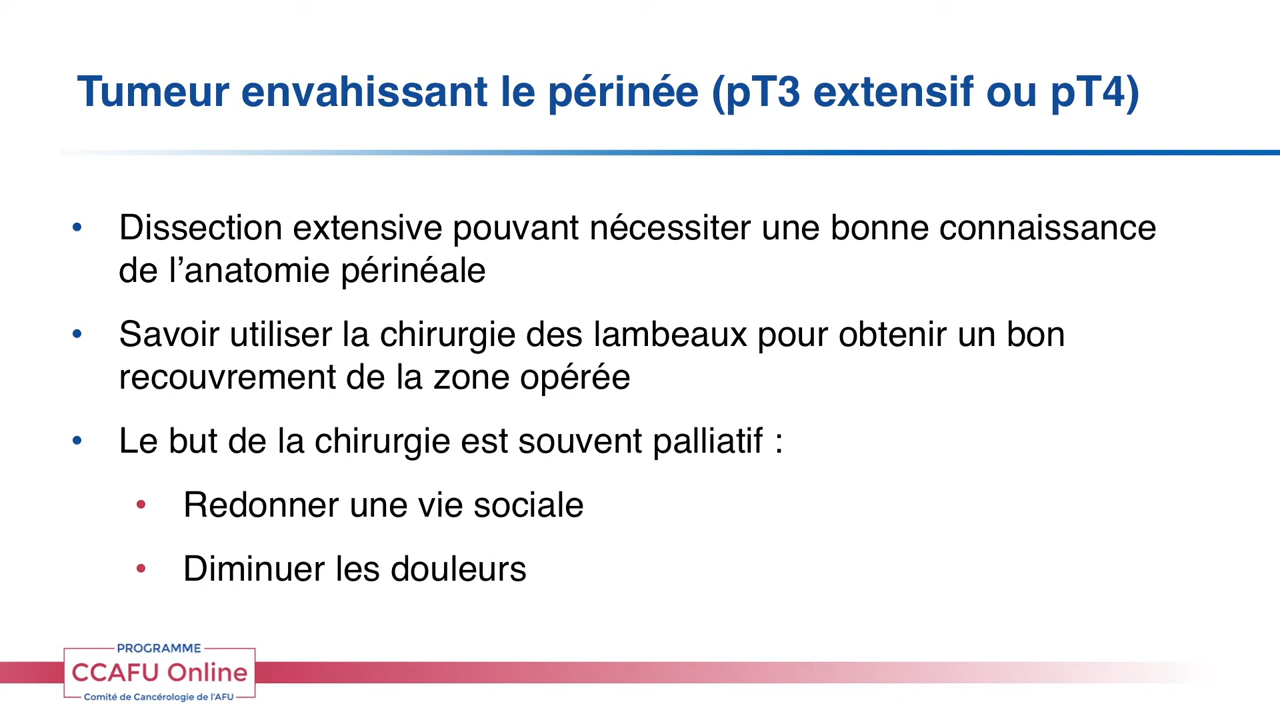 Tumeur envahissant le périnée (pT3 extensif ou pT4)
• Dissection extensive pouvant nécessiter une bonne connaissance
de l’anatomie périnéale
• Savoir utiliser la chirurgie des lambeaux pour obtenir un bon
recouvrement de la zone opérée
• Le but de la chirurgie est souvent palliatif :
• Redonner une vie sociale
• Diminuer les douleurs
PROGRAMME
CCAFU Online
Comité de Cancérologie de l'AFU